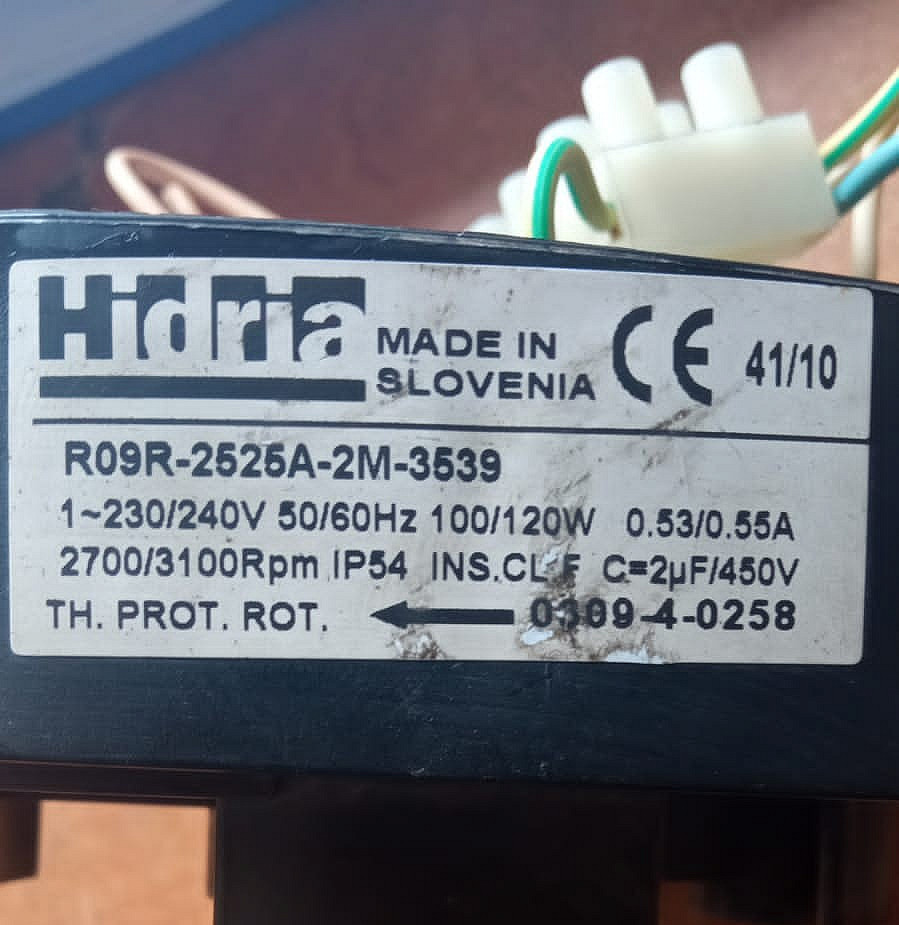 Hidria
MADE IN
SLOVENIA
CE 41/10
R09R-2525A-2M-3539
1~230/240V 50/60Hz 100/120W 0.53/0.55A
2700/3100Rpm IP54 INS.CL F C=2µF/450V
TH. PROT. ROT. ← 0309-4-0258